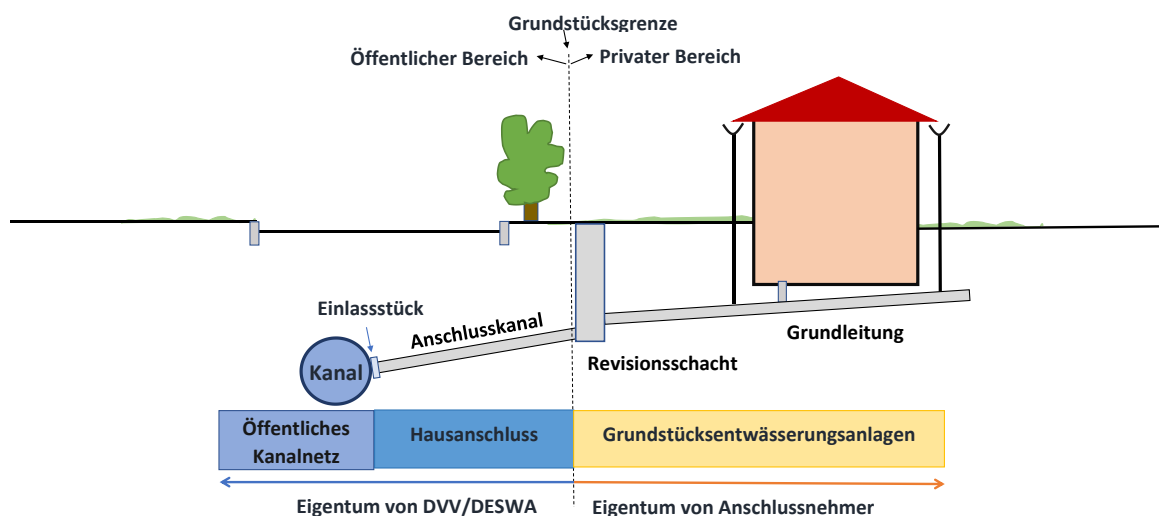 Grundstücksgrenze
Öffentlicher Bereich
Privater Bereich
Einlassstück
Anschlusskanal
Grundleitung
Revisionsschacht
Kanal
Öffentliches
Kanalnetz
Hausanschluss
Grundstücksentwässerungsanlagen
Eigentum von DVV/DESWA
Eigentum von Anschlussnehmer